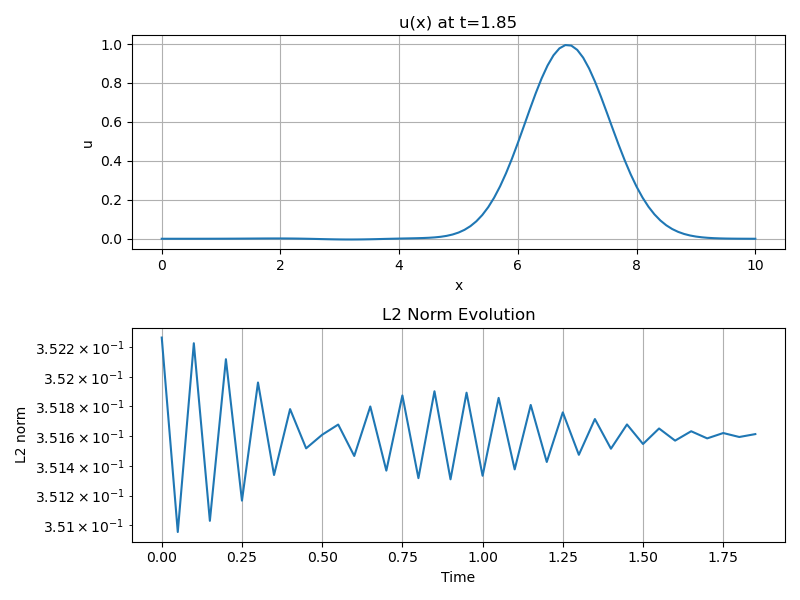 u(x) at t=1.85
1.0
0.8
0.6
0.4
0.2
0.0
u
0 2 4 6 8 10
x
L2 Norm Evolution
3.522 × 10⁻¹
3.52 × 10⁻¹
3.518 × 10⁻¹
3.516 × 10⁻¹
3.514 × 10⁻¹
3.512 × 10⁻¹
3.51 × 10⁻¹
L2 norm
0.00 0.25 0.50 0.75 1.00 1.25 1.50 1.75
Time